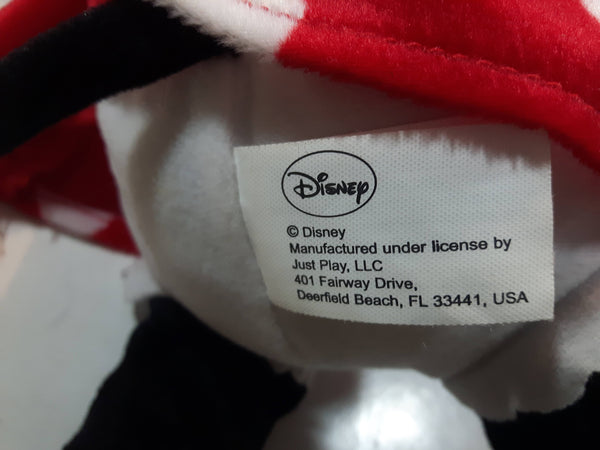 Disney
© Disney
Manufactured under license by
Just Play, LLC
401 Fairway Drive,
Deerfield Beach, FL 33441, USA